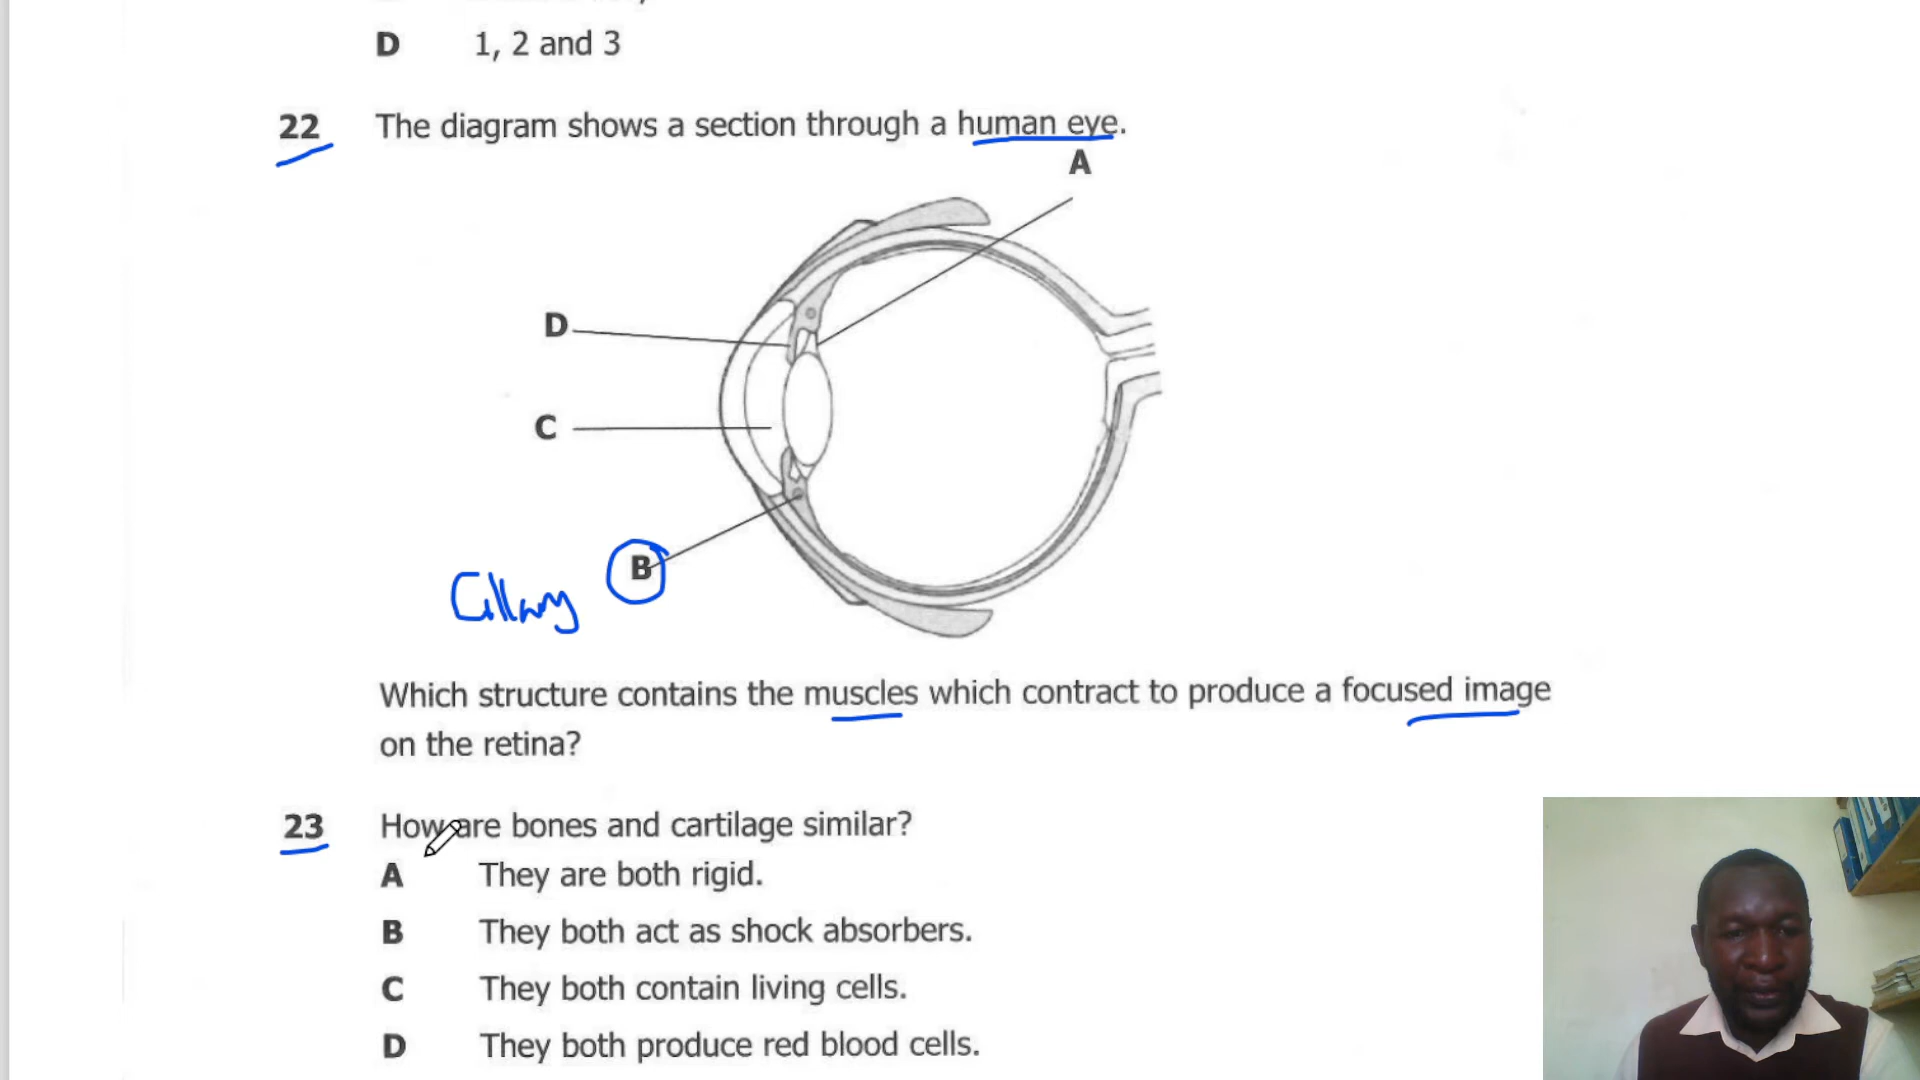 D 1, 2 and 3
22 The diagram shows a section through a human eye.
A
D
C
B
Cillary
Which structure contains the muscles which contract to produce a focused image
on the retina?
23 How are bones and cartilage similar?
A They are both rigid.
B They both act as shock absorbers.
C They both contain living cells.
D They both produce red blood cells.